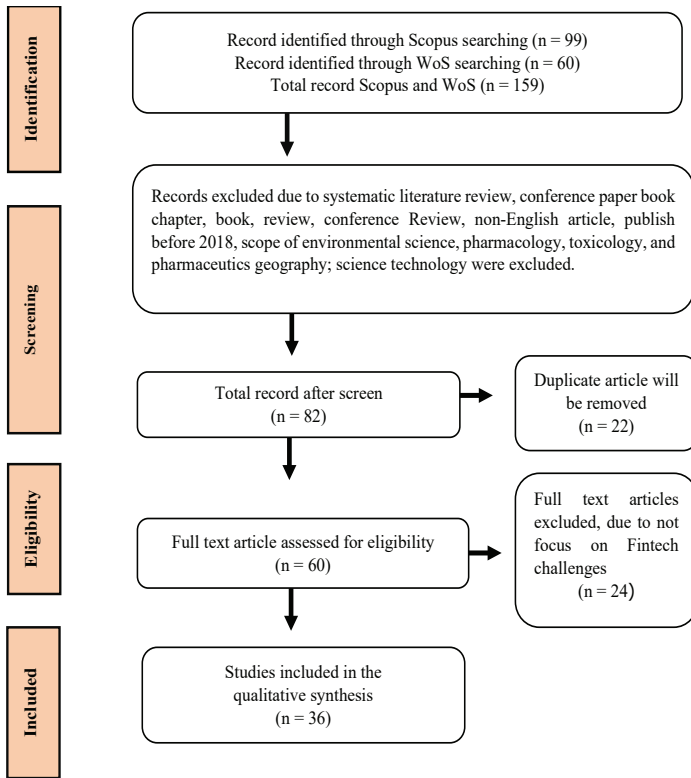 Identification
Record identified through Scopus searching (n = 99)
Record identified through WoS searching (n = 60)
Total record Scopus and WoS (n = 159)
Screening
Records excluded due to systematic literature review, conference paper book
chapter, book, review, conference Review, non-English article, publish
before 2018, scope of environmental science, pharmacology, toxicology, and
pharmaceutics geography; science technology were excluded.
Total record after screen
(n = 82)
Duplicate article will
be removed
(n = 22)
Eligibility
Full text article assessed for eligibility
(n = 60)
Full text articles
excluded, due to not
focus on Fintech
challenges
(n = 24)
Included
Studies included in the
qualitative synthesis
(n = 36)